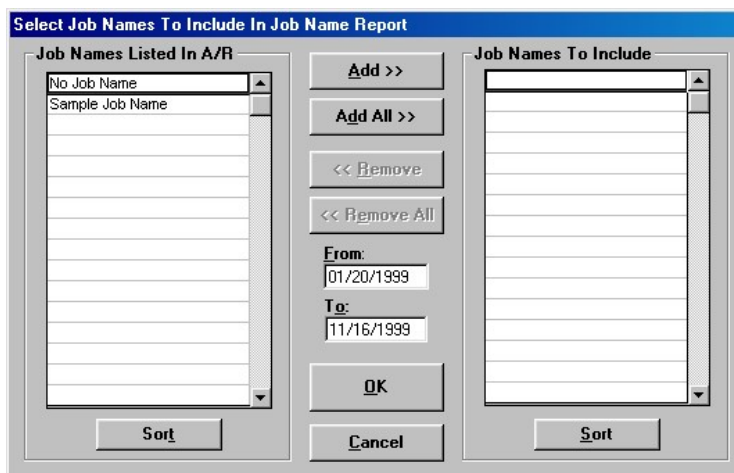 Select Job Names To Include In Job Name Report
Job Names Listed In A/R
No Job Name
Sample Job Name
Sort
Add >>
Add All >>
<< Remove
<< Remove All
From:
01/20/1999
To:
11/16/1999
OK
Cancel
Job Names To Include
Sort